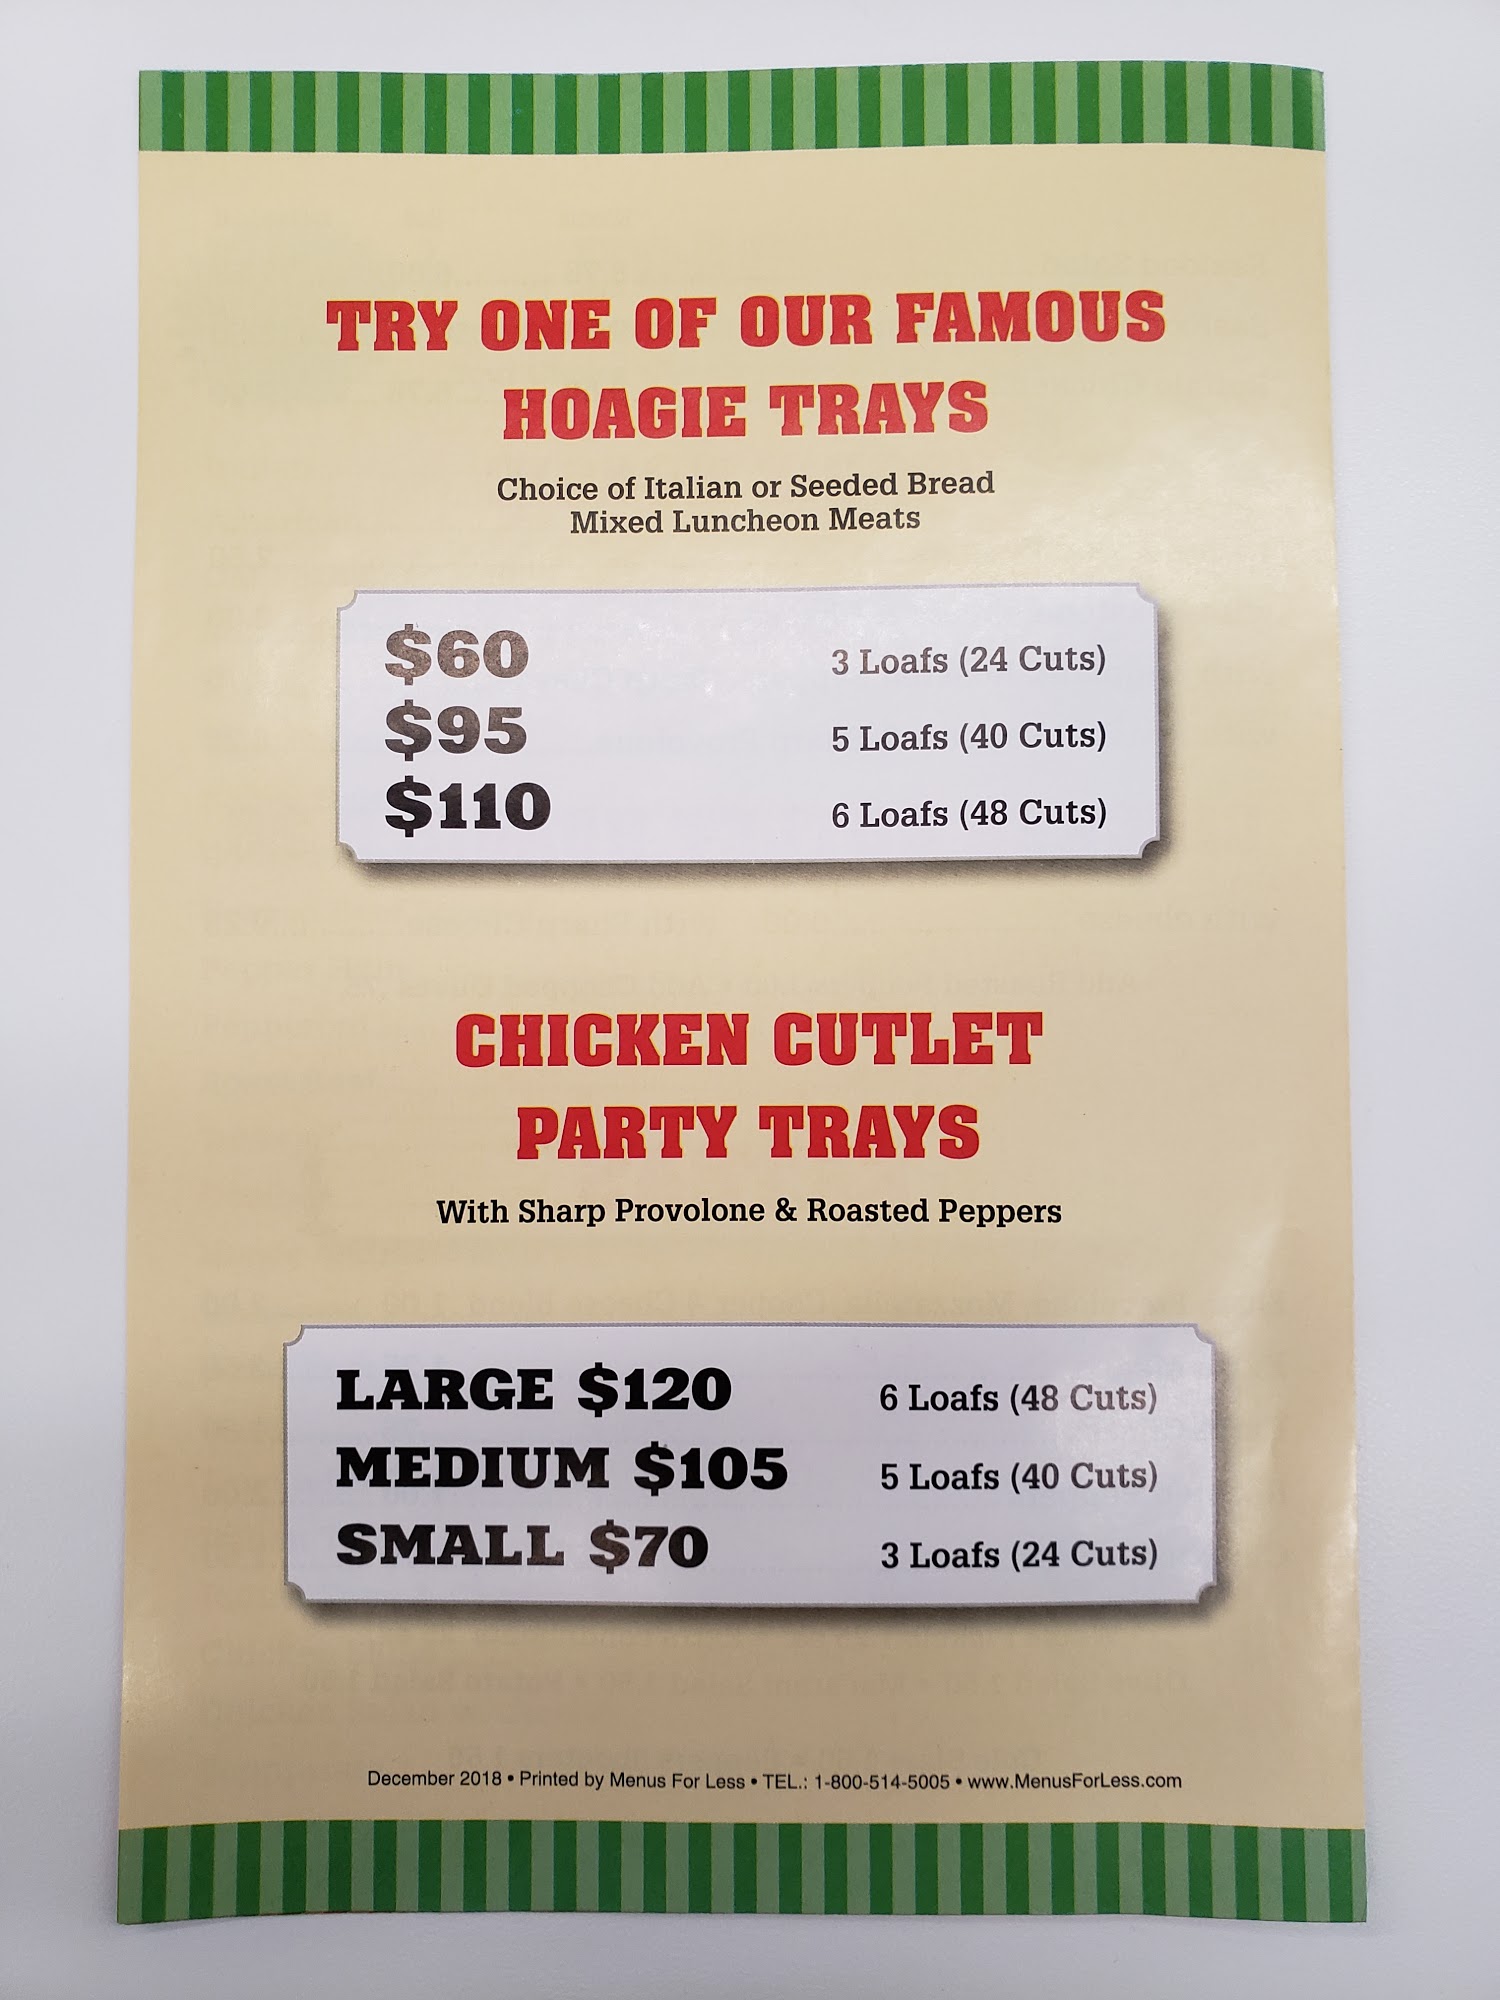 TRY ONE OF OUR FAMOUS
HOAGIE TRAYS
Choice of Italian or Seeded Bread
Mixed Luncheon Meats
$60 3 Loafs (24 Cuts)
$95 5 Loafs (40 Cuts)
$110 6 Loafs (48 Cuts)
CHICKEN CUTLET
PARTY TRAYS
With Sharp Provolone & Roasted Peppers
LARGE $120 6 Loafs (48 Cuts)
MEDIUM $105 5 Loafs (40 Cuts)
SMALL $70 3 Loafs (24 Cuts)
December 2018 • Printed by Menus For Less • TEL.: 1-800-514-5005 • www.MenusForLess.com